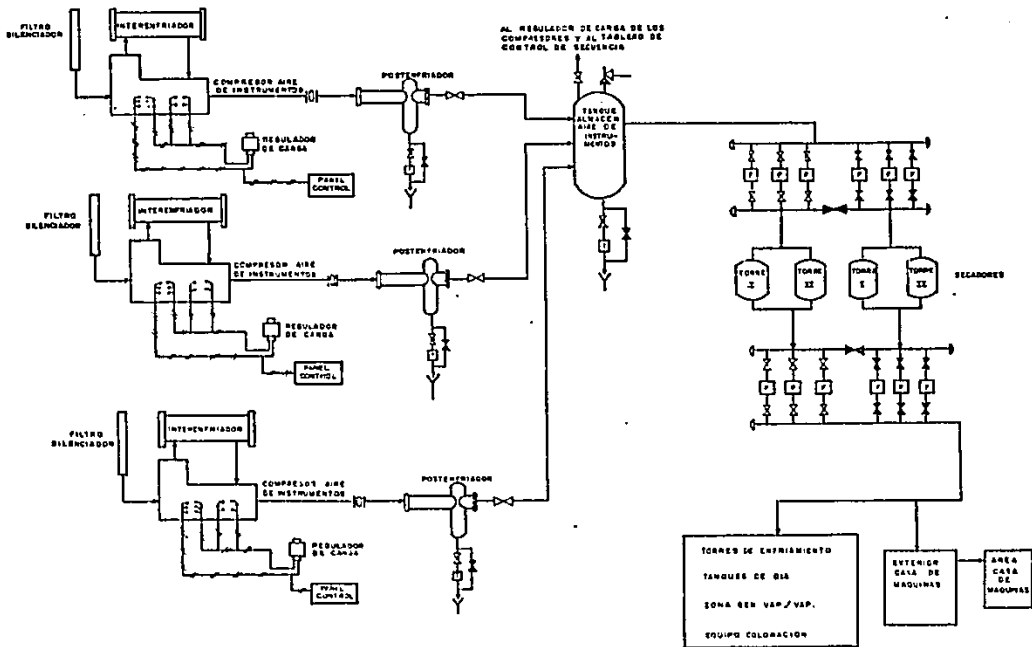 FILTRO
SILENCIADOR
INTERENFRIADOR
COMPRESOR AIRE
DE INSTRUMENTOS
POSTENFRIADOR
REGULADOR
DE CARGA
PANEL
CONTROL
AL REGULADOR DE CARGA DE LOS
COMPRESORES Y AL TABLERO DE
CONTROL DE SECUENCIA
TANQUE
ALMACEN
AIRE DE
INSTRU-
MENTOS
T
F
F
F
F
F
F
FILTRO
SILENCIADOR
INTERENFRIADOR
COMPRESOR AIRE
DE INSTRUMENTOS
POSTENFRIADOR
REGULADOR
DE CARGA
PANEL
CONTROL
TORRE
I
TORRE
II
TORRE
I
TORRE
II
SECADORES
F
F
F
F
F
F
FILTRO
SILENCIADOR
INTERENFRIADOR
COMPRESOR AIRE
DE INSTRUMENTOS
POSTENFRIADOR
REGULADOR
DE CARGA
PANEL
CONTROL
TORRES DE ENFRIAMIENTO
TANQUES DE DIA
ZONA GEN VAP./VAP.
EQUIPO CLORACION
EXTERIOR
CASA DE
MAQUINAS
AREA
CASA DE
MAQUINAS